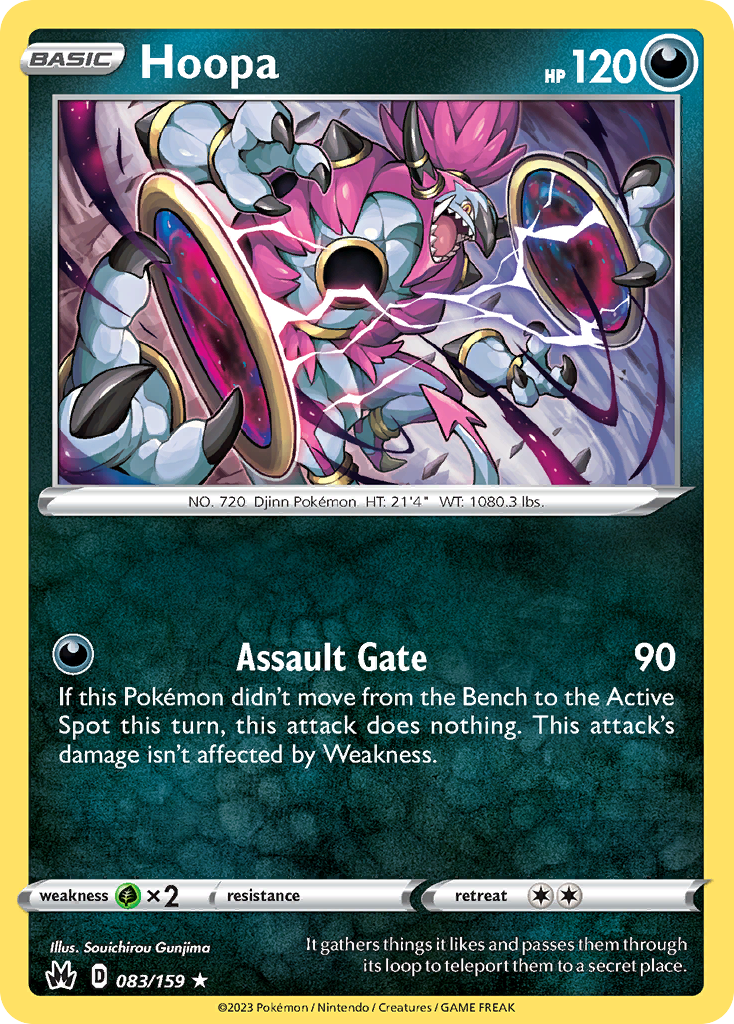 BASIC Hoopa HP 120
NO. 720 Djinn Pokémon HT: 21'4" WT: 1080.3 lbs.
Assault Gate 90
If this Pokémon didn't move from the Bench to the Active
Spot this turn, this attack does nothing. This attack's
damage isn't affected by Weakness.
weakness ×2 resistance retreat
Illus. Souichirou Gunjima
It gathers things it likes and passes them through
its loop to teleport them to a secret place.
D 083/159 ★
©2023 Pokémon / Nintendo / Creatures / GAME FREAK